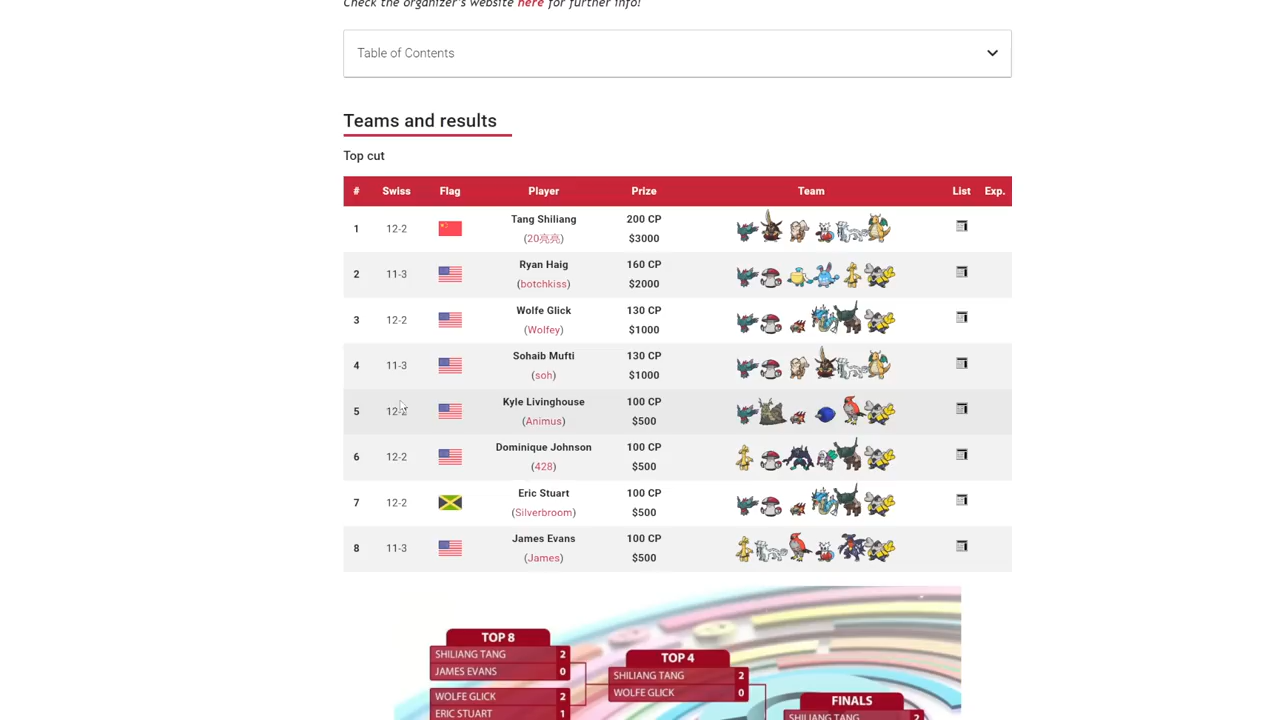 Check the organizer's website here for further info!
Table of Contents
Teams and results
Top cut
# Swiss Flag Player Prize Team List Exp.
1 12-2 Tang Shiliang (20亮亮) 200 CP $3000
2 11-3 Ryan Haig (botchkiss) 160 CP $2000
3 12-2 Wolfe Glick (Wolfey) 130 CP $1000
4 11-3 Sohaib Mufti (soh) 130 CP $1000
5 12-2 Kyle Livinghouse (Animus) 100 CP $500
6 12-2 Dominique Johnson (428) 100 CP $500
7 12-2 Eric Stuart (Silverbroom) 100 CP $500
8 11-3 James Evans (James) 100 CP $500
TOP 8
SHILIANG TANG 2
JAMES EVANS 0
WOLFE GLICK 2
ERIC STUART 1
TOP 4
SHILIANG TANG 2
WOLFE GLICK 0
FINALS
SHILIANG TANG 2